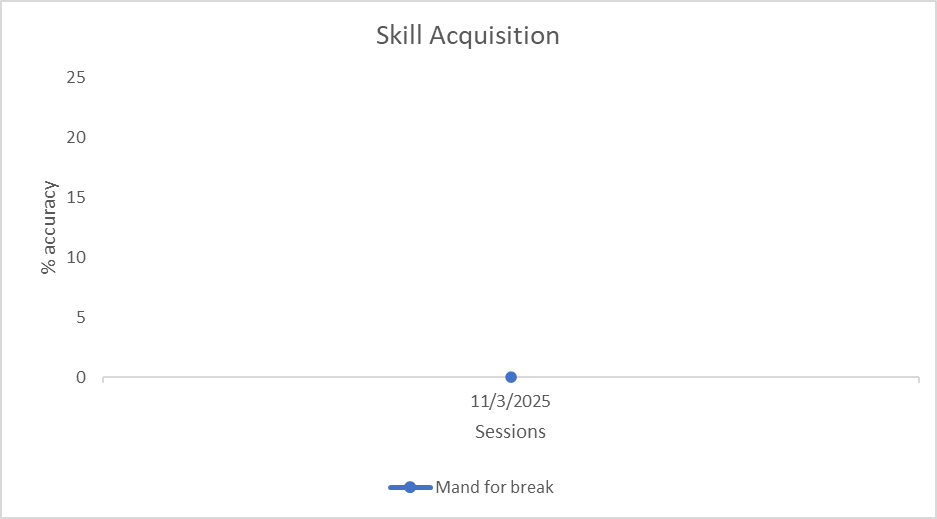 Skill Acquisition
25
20
15
10
5
0
% accuracy
11/3/2025
Sessions
Mand for break